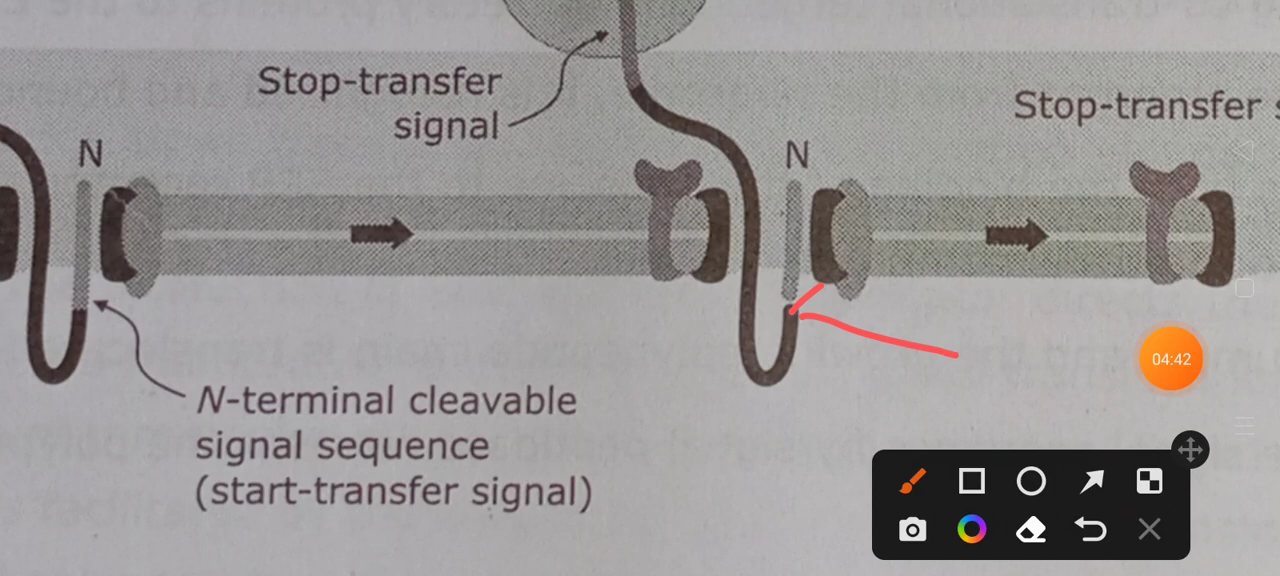 Stop-transfer
signal
Stop-transfer
N
N
N-terminal cleavable
signal sequence
(start-transfer signal)
04:42